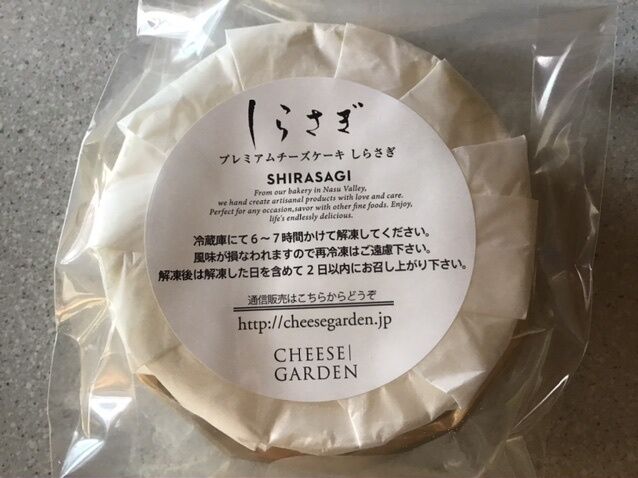 しらさぎ
プレミアムチーズケーキ しらさぎ
SHIRASAGI
From our bakery in Nasu Valley,
we hand create artisanal products with love and care.
Perfect for any occasion,savor with other fine foods. Enjoy,
life's endlessly delicious.
冷蔵庫にて6～7時間かけて解凍してください。
風味が損なわれますので再冷凍はご遠慮下さい。
解凍後は解凍した日を含めて2日以内にお召し上がり下さい。
通信販売はこちらからどうぞ
http://cheesegarden.jp
CHEESE|
GARDEN